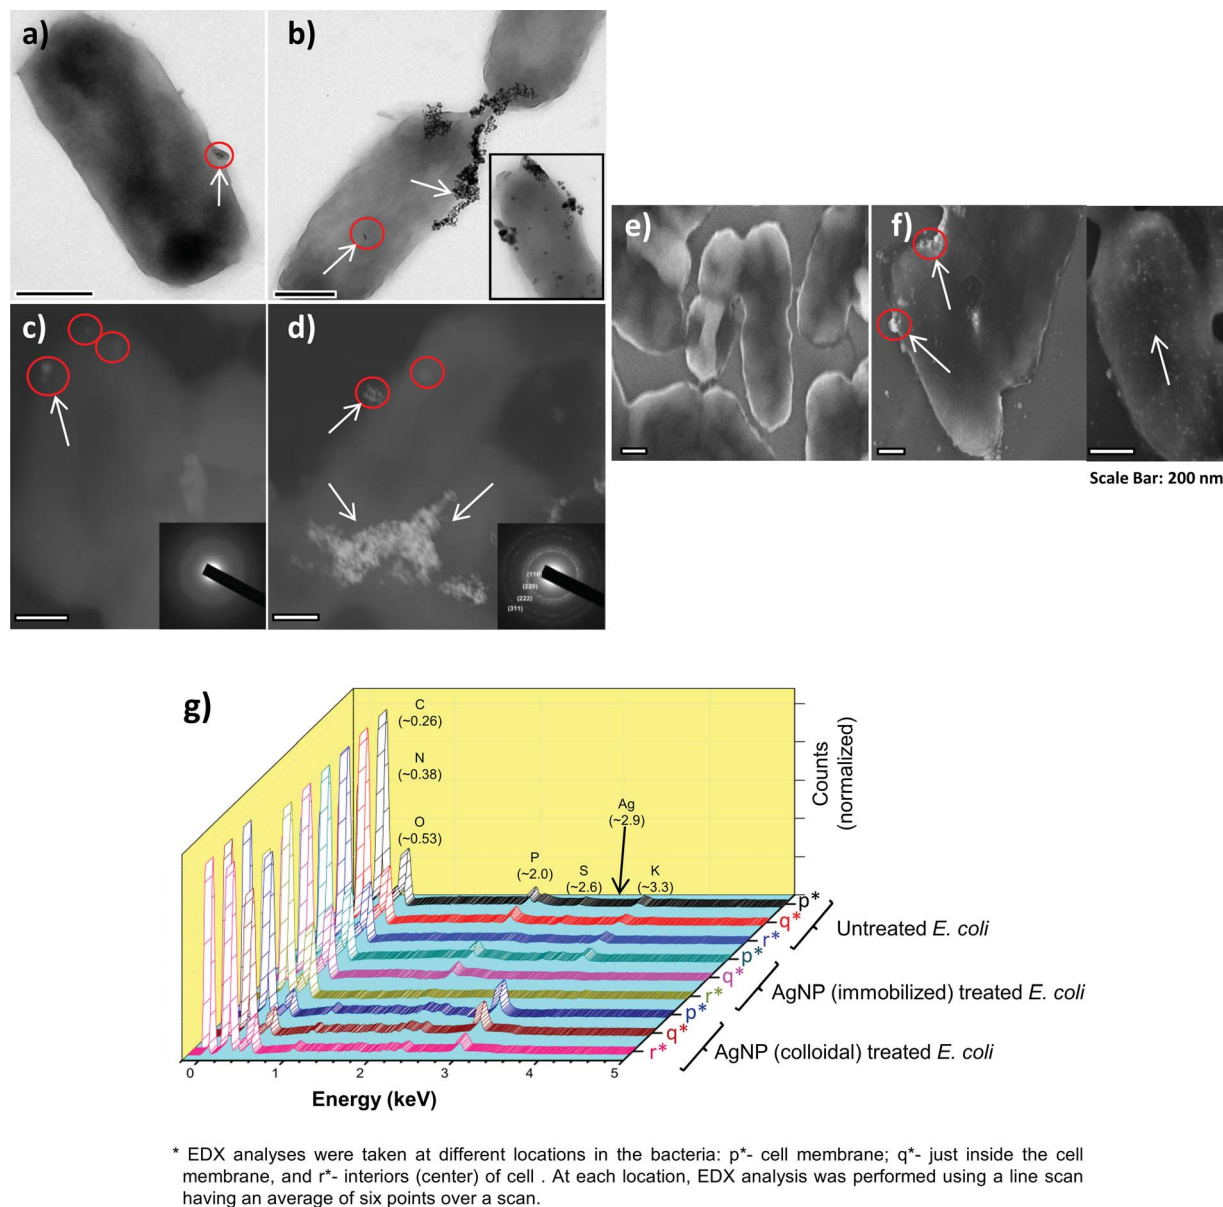 a)
b)
c)
d)
(220)
(222)
(311)
e)
f)
Scale Bar: 200 nm
g)
C
(~0.26)
N
(~0.38)
O
(~0.53)
P
(~2.0)
S
(~2.6)
Ag
(~2.9)
K
(~3.3)
Counts
(normalized)
p*
q*
r*
Untreated E. coli
p*
q*
r*
AgNP (immobilized) treated E. coli
p*
q*
r*
AgNP (colloidal) treated E. coli
0
1
2
3
4
5
Energy (keV)
* EDX analyses were taken at different locations in the bacteria: p*- cell membrane; q*- just inside the cell
membrane, and r*- interiors (center) of cell . At each location, EDX analysis was performed using a line scan
having an average of six points over a scan.